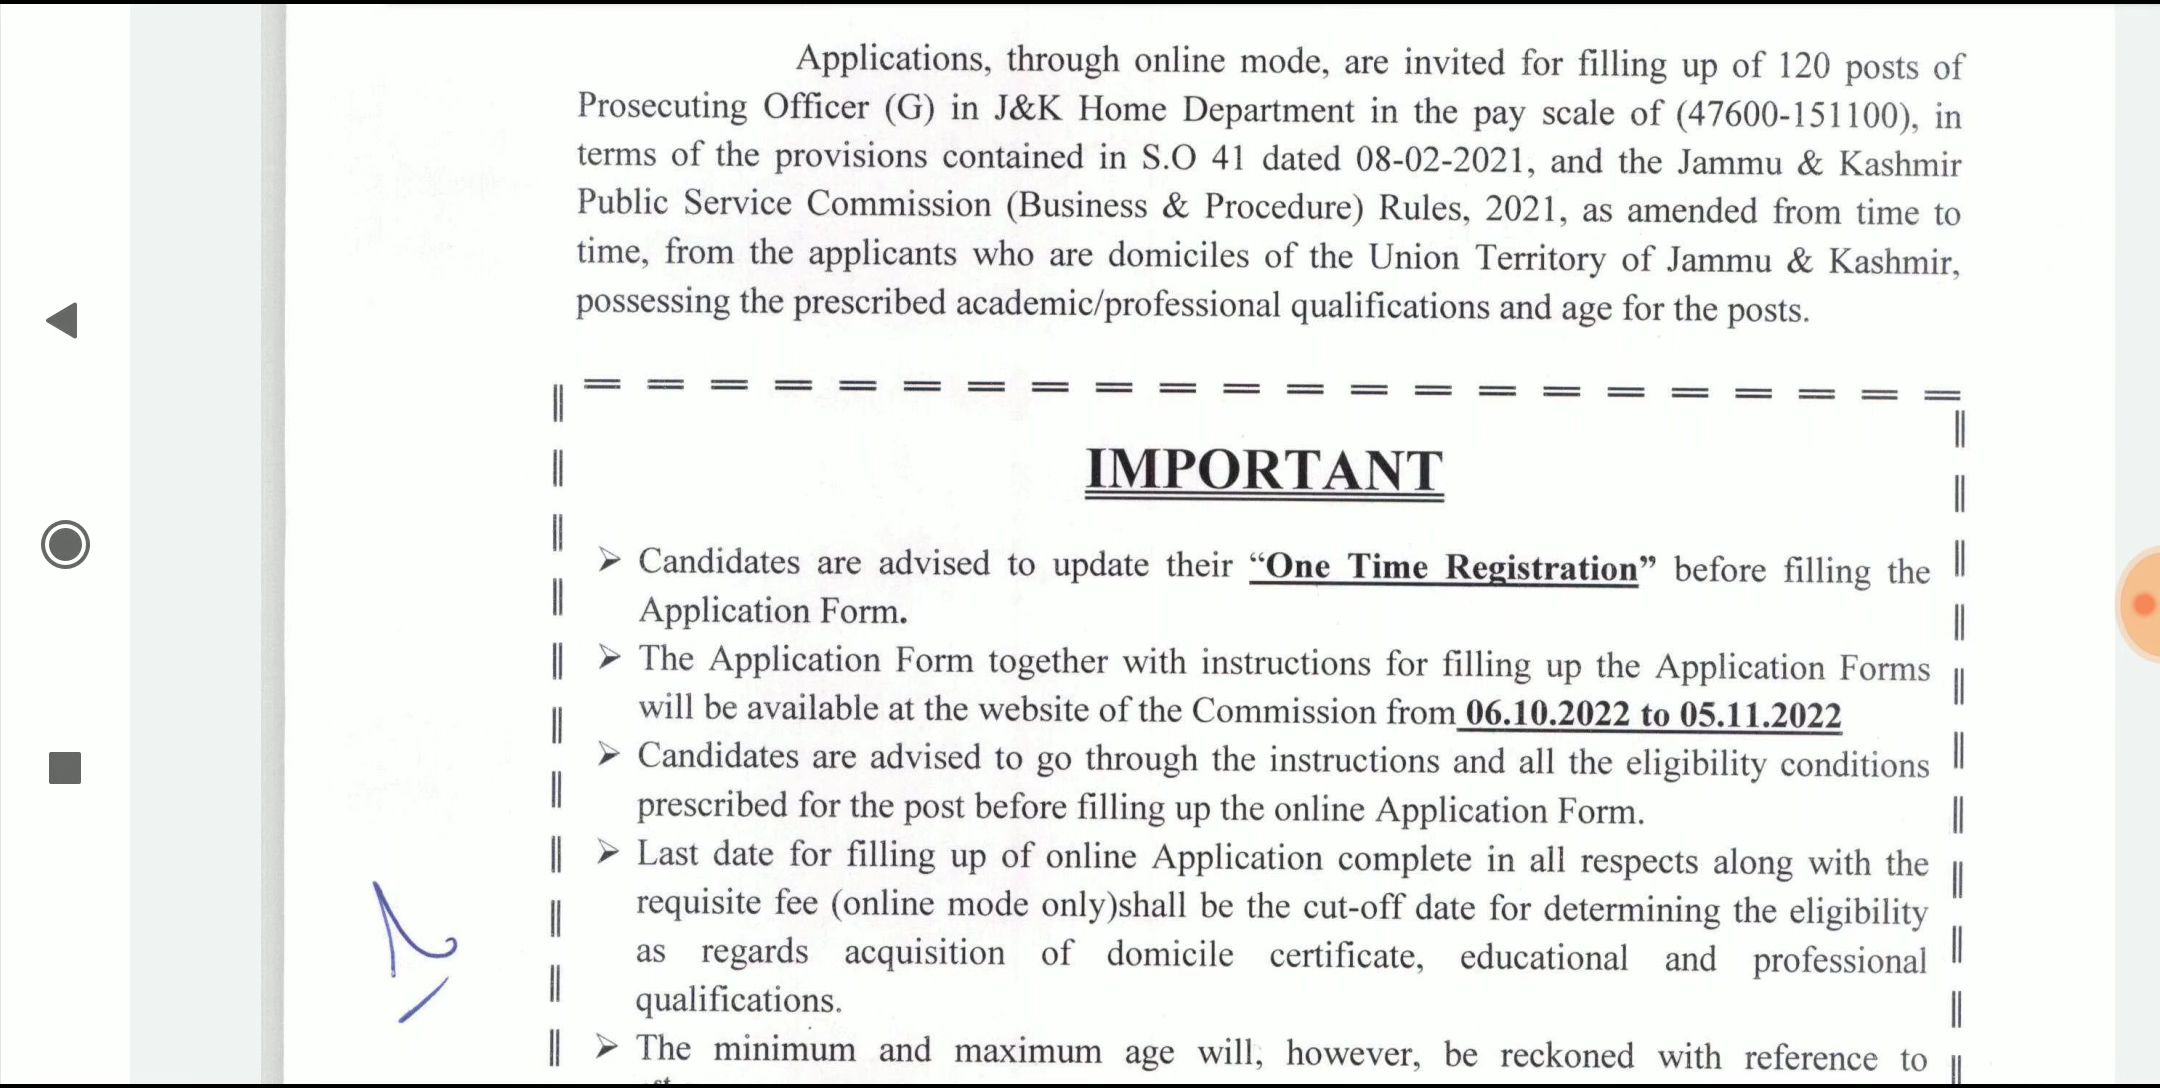 Applications, through online mode, are invited for filling up of 120 posts of
Prosecuting Officer (G) in J&K Home Department in the pay scale of (47600-151100), in
terms of the provisions contained in S.O 41 dated 08-02-2021, and the Jammu & Kashmir
Public Service Commission (Business & Procedure) Rules, 2021, as amended from time to
time, from the applicants who are domiciles of the Union Territory of Jammu & Kashmir,
possessing the prescribed academic/professional qualifications and age for the posts.
IMPORTANT
➢ Candidates are advised to update their “One Time Registration” before filling the
Application Form.
➢ The Application Form together with instructions for filling up the Application Forms
will be available at the website of the Commission from 06.10.2022 to 05.11.2022
➢ Candidates are advised to go through the instructions and all the eligibility conditions
prescribed for the post before filling up the online Application Form.
➢ Last date for filling up of online Application complete in all respects along with the
requisite fee (online mode only)shall be the cut-off date for determining the eligibility
as regards acquisition of domicile certificate, educational and professional
qualifications.
➢ The minimum and maximum age will, however, be reckoned with reference to